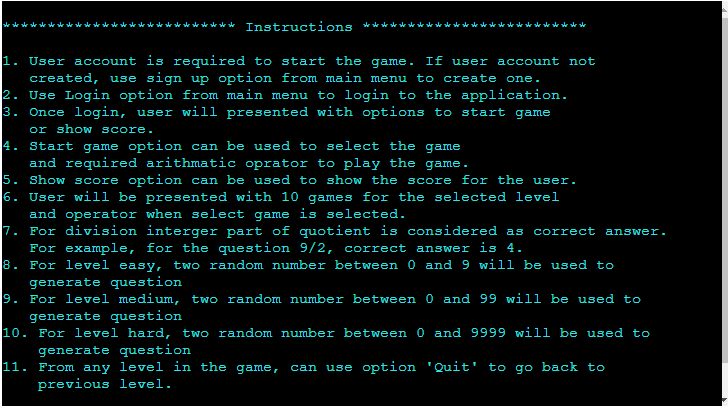 ************************** Instructions *************************
1. User account is required to start the game. If user account not
created, use sign up option from main menu to create one.
2. Use Login option from main menu to login to the application.
3. Once login, user will presented with options to start game
or show score.
4. Start game option can be used to select the game
and required arithmatic oprator to play the game.
5. Show score option can be used to show the score for the user.
6. User will be presented with 10 games for the selected level
and operator when select game is selected.
7. For division interger part of quotient is considered as correct answer.
For example, for the question 9/2, correct answer is 4.
8. For level easy, two random number between 0 and 9 will be used to
generate question
9. For level medium, two random number between 0 and 99 will be used to
generate question
10. For level hard, two random number between 0 and 9999 will be used to
generate question
11. From any level in the game, can use option 'Quit' to go back to
previous level.